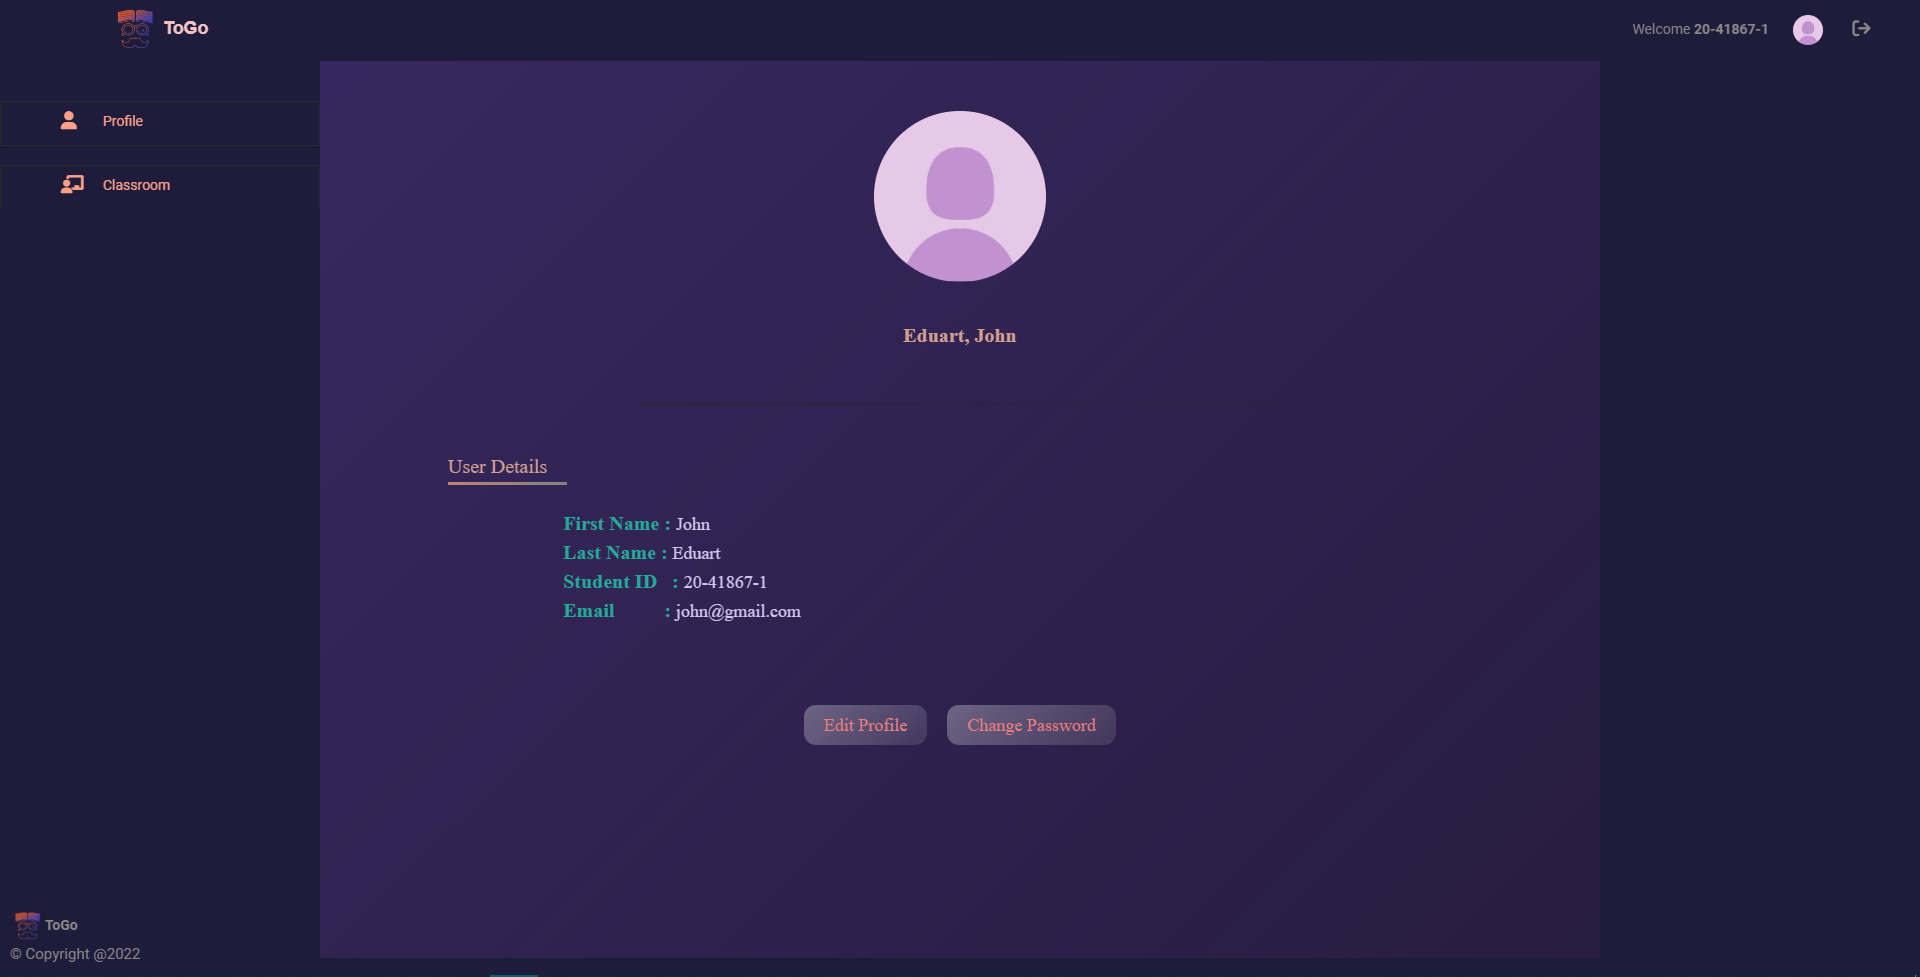 ToGo
Welcome 20-41867-1
Profile
Classroom
Eduart, John
User Details
First Name : John
Last Name : Eduart
Student ID : 20-41867-1
Email : john@gmail.com
Edit Profile
Change Password
ToGo
© Copyright @2022